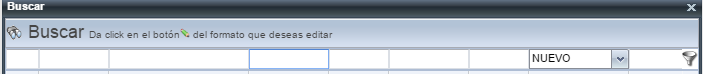 Buscar
Buscar Da click en el botón del formato que deseas editar
NUEVO